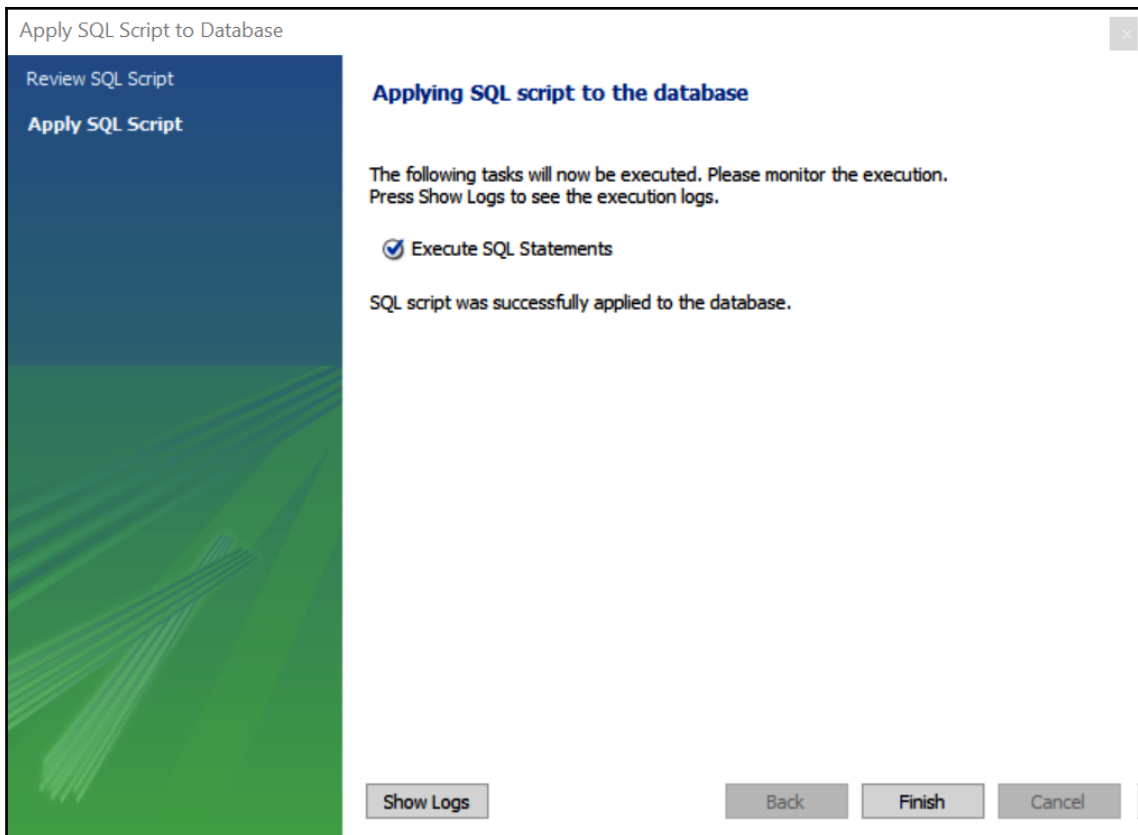 Apply SQL Script to Database
Review SQL Script
Apply SQL Script
Applying SQL script to the database
The following tasks will now be executed. Please monitor the execution.
Press Show Logs to see the execution logs.
Execute SQL Statements
SQL script was successfully applied to the database.
Show Logs
Back
Finish
Cancel